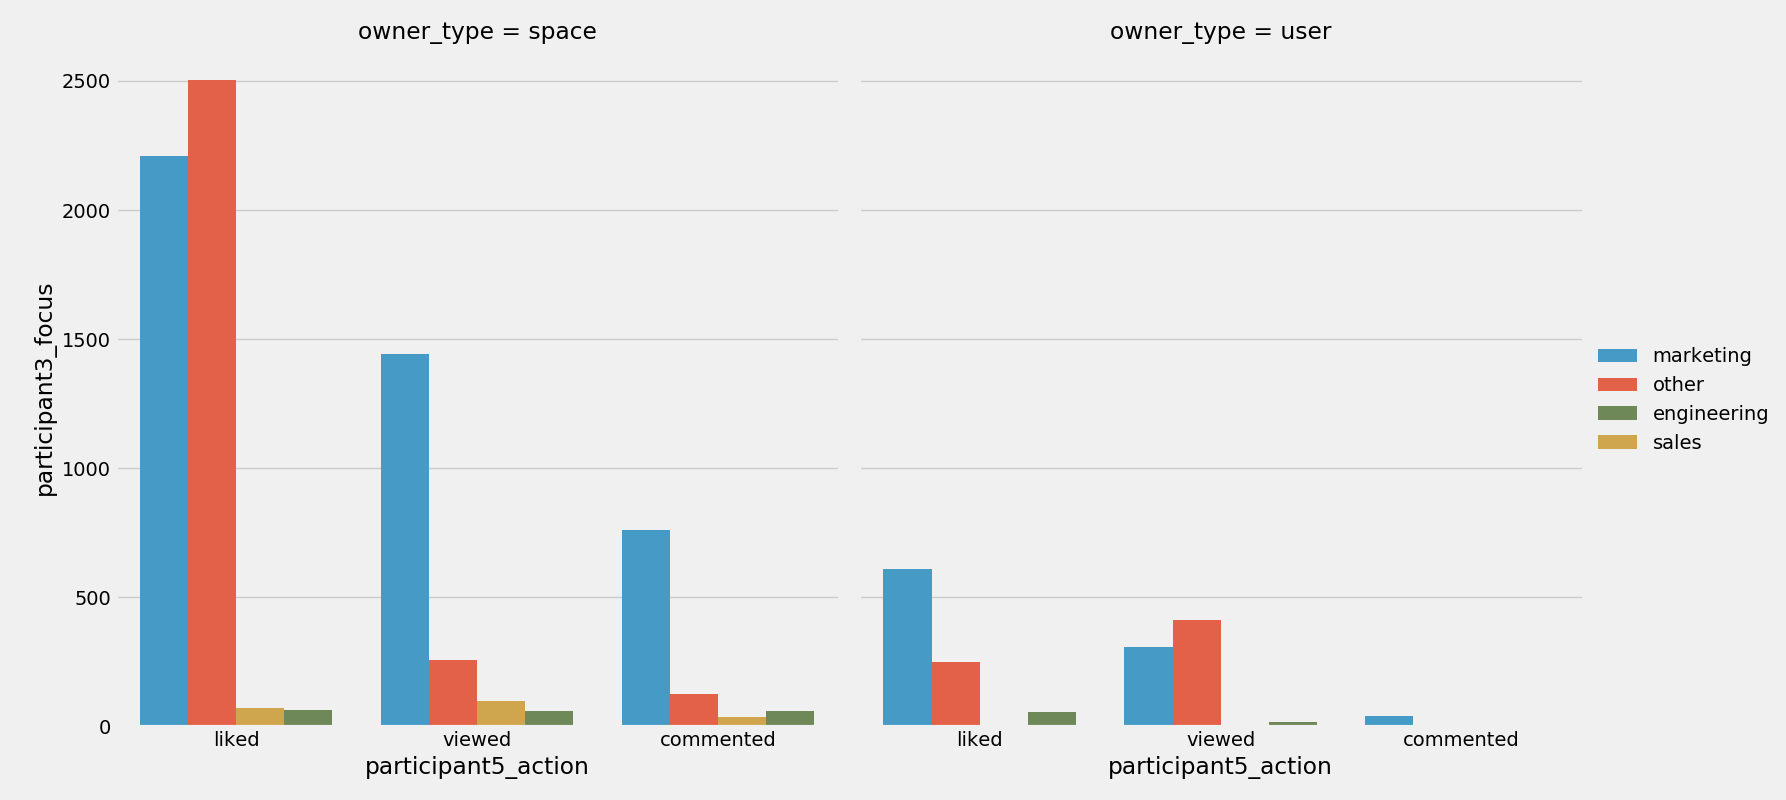 owner_type = space
owner_type = user
participant3_focus
2500
2000
1500
1000
500
0
liked
viewed
commented
participant5_action
liked
viewed
commented
participant5_action
marketing
other
engineering
sales